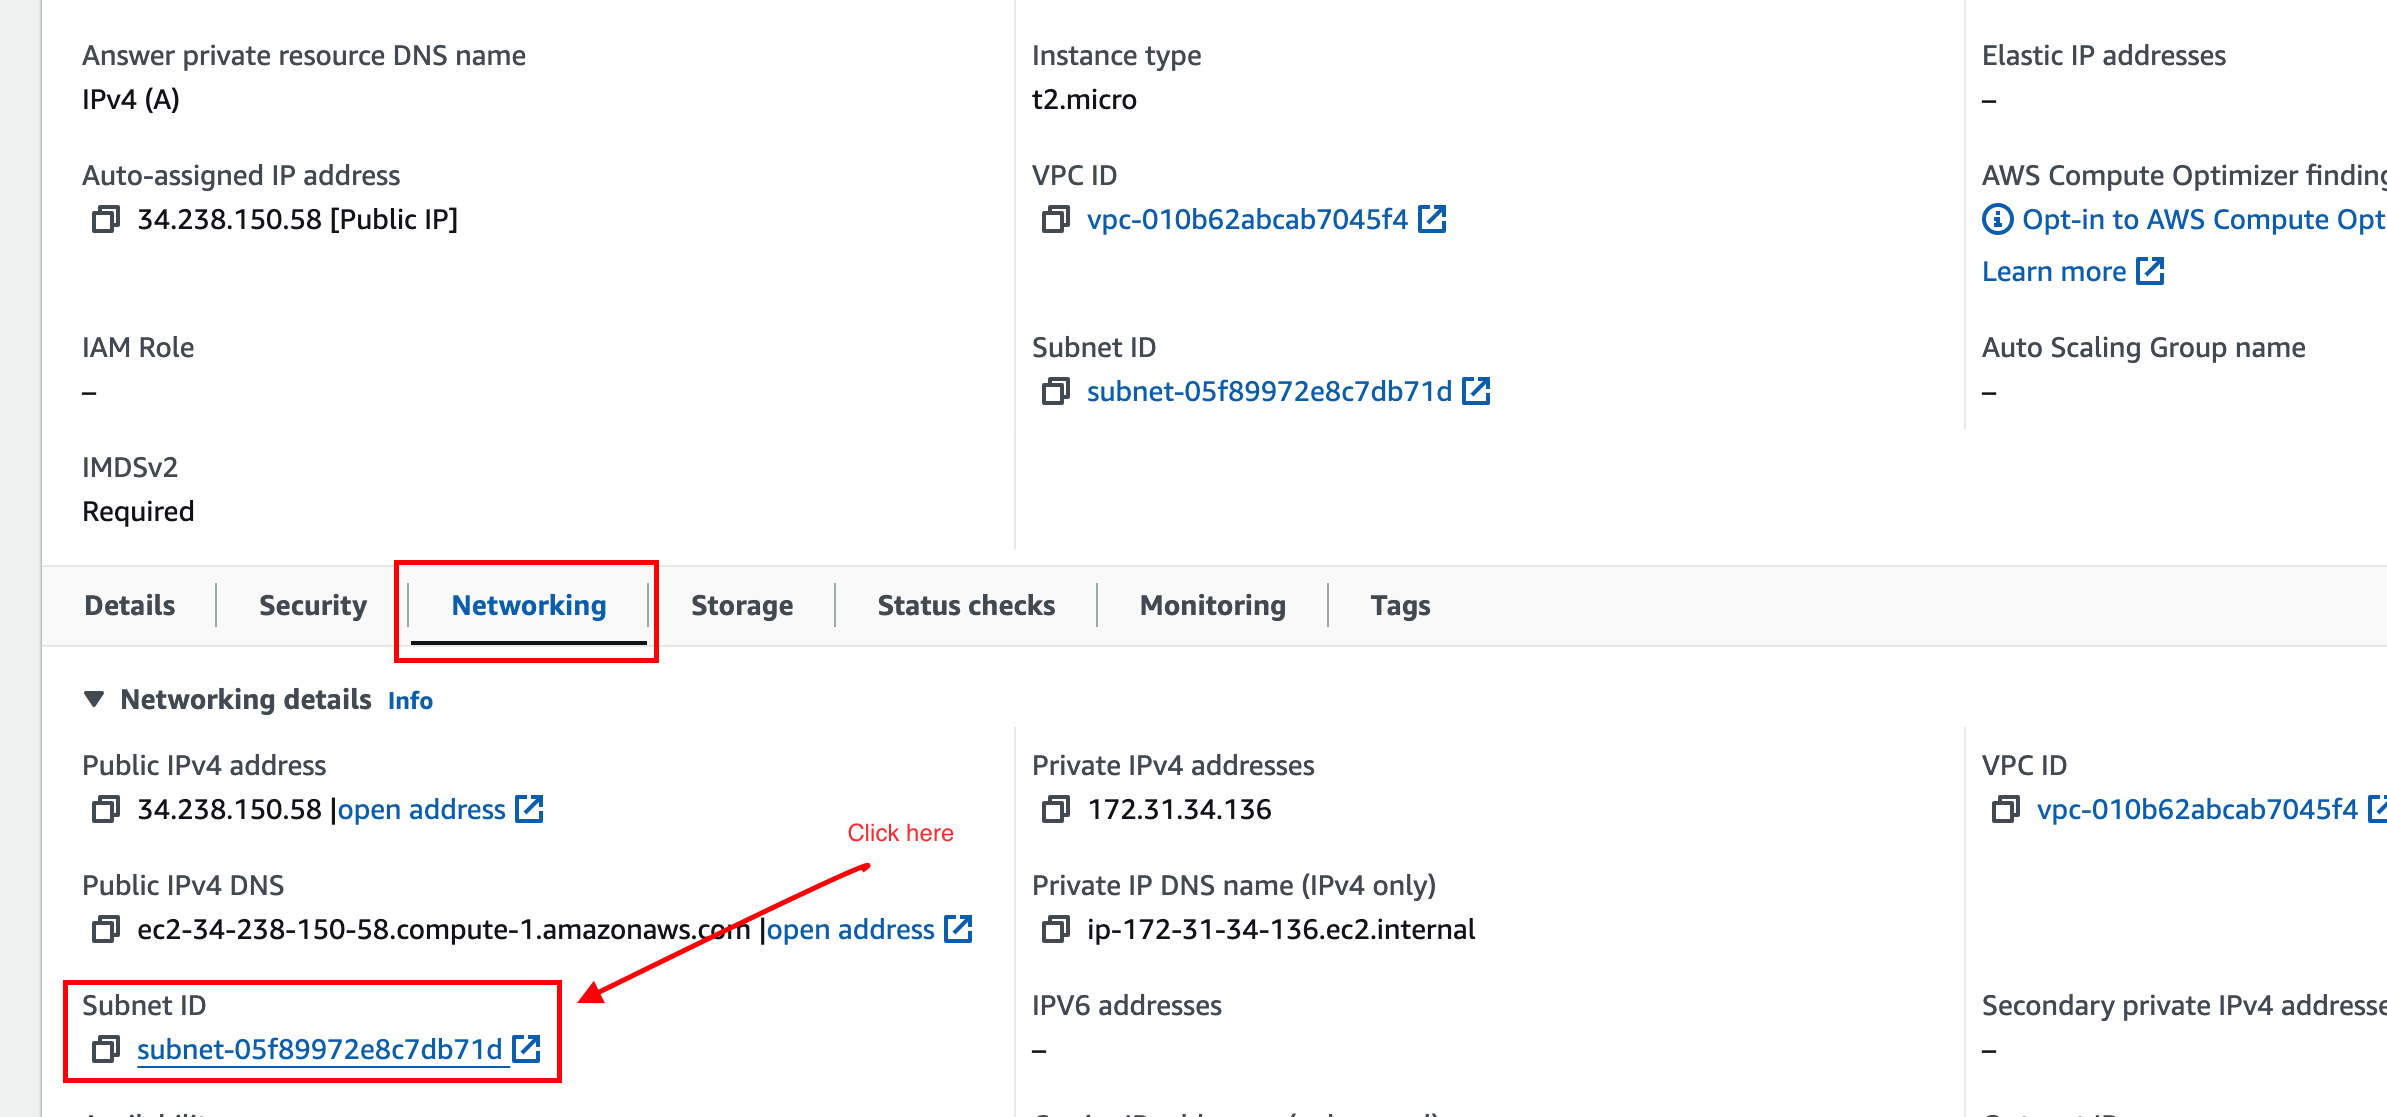 Answer private resource DNS name
IPv4 (A)
Instance type
t2.micro
Elastic IP addresses
–
Auto-assigned IP address
34.238.150.58 [Public IP]
VPC ID
vpc-010b62abcab7045f4
AWS Compute Optimizer finding
Opt-in to AWS Compute Opt
Learn more
IAM Role
–
Subnet ID
subnet-05f89972e8c7db71d
Auto Scaling Group name
–
IMDSv2
Required
Details
Security
Networking
Storage
Status checks
Monitoring
Tags
Networking details Info
Public IPv4 address
34.238.150.58 |open address
Private IPv4 addresses
172.31.34.136
VPC ID
vpc-010b62abcab7045f4
Click here
Public IPv4 DNS
ec2-34-238-150-58.compute-1.amazonaws.com |open address
Private IP DNS name (IPv4 only)
ip-172-31-34-136.ec2.internal
Subnet ID
subnet-05f89972e8c7db71d
IPV6 addresses
–
Secondary private IPv4 addresse
–